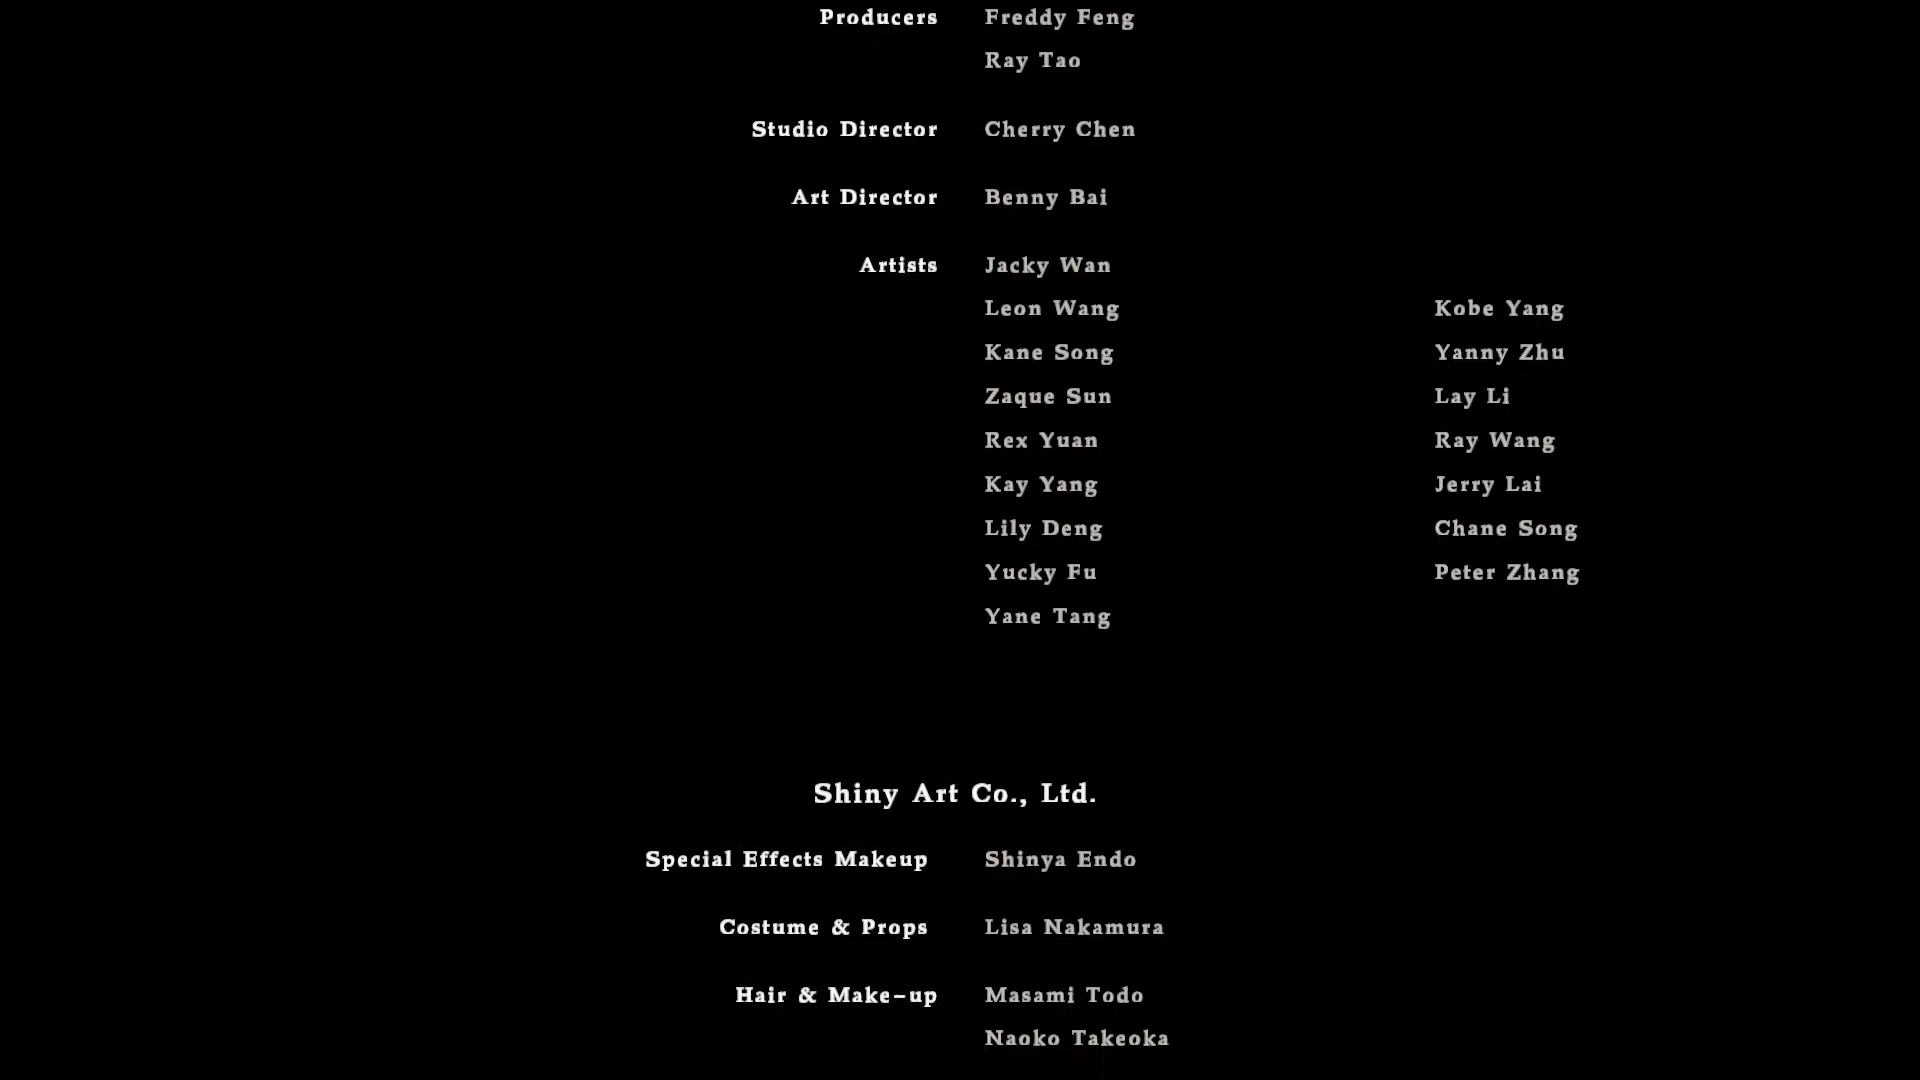 Producers Freddy Feng
Ray Tao
Studio Director Cherry Chen
Art Director Benny Bai
Artists Jacky Wan
Leon Wang Kobe Yang
Kane Song Yanny Zhu
Zaque Sun Lay Li
Rex Yuan Ray Wang
Kay Yang Jerry Lai
Lily Deng Chane Song
Yucky Fu Peter Zhang
Yane Tang
Shiny Art Co., Ltd.
Special Effects Makeup Shinya Endo
Costume & Props Lisa Nakamura
Hair & Make-up Masami Todo
Naoko Takeoka